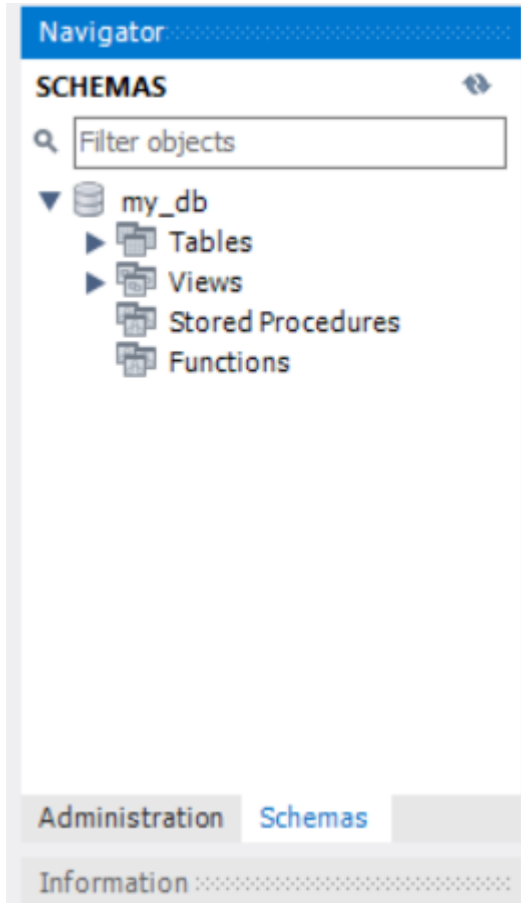 Navigator
SCHEMAS
Filter objects
my_db
Tables
Views
Stored Procedures
Functions
Administration Schemas
Information